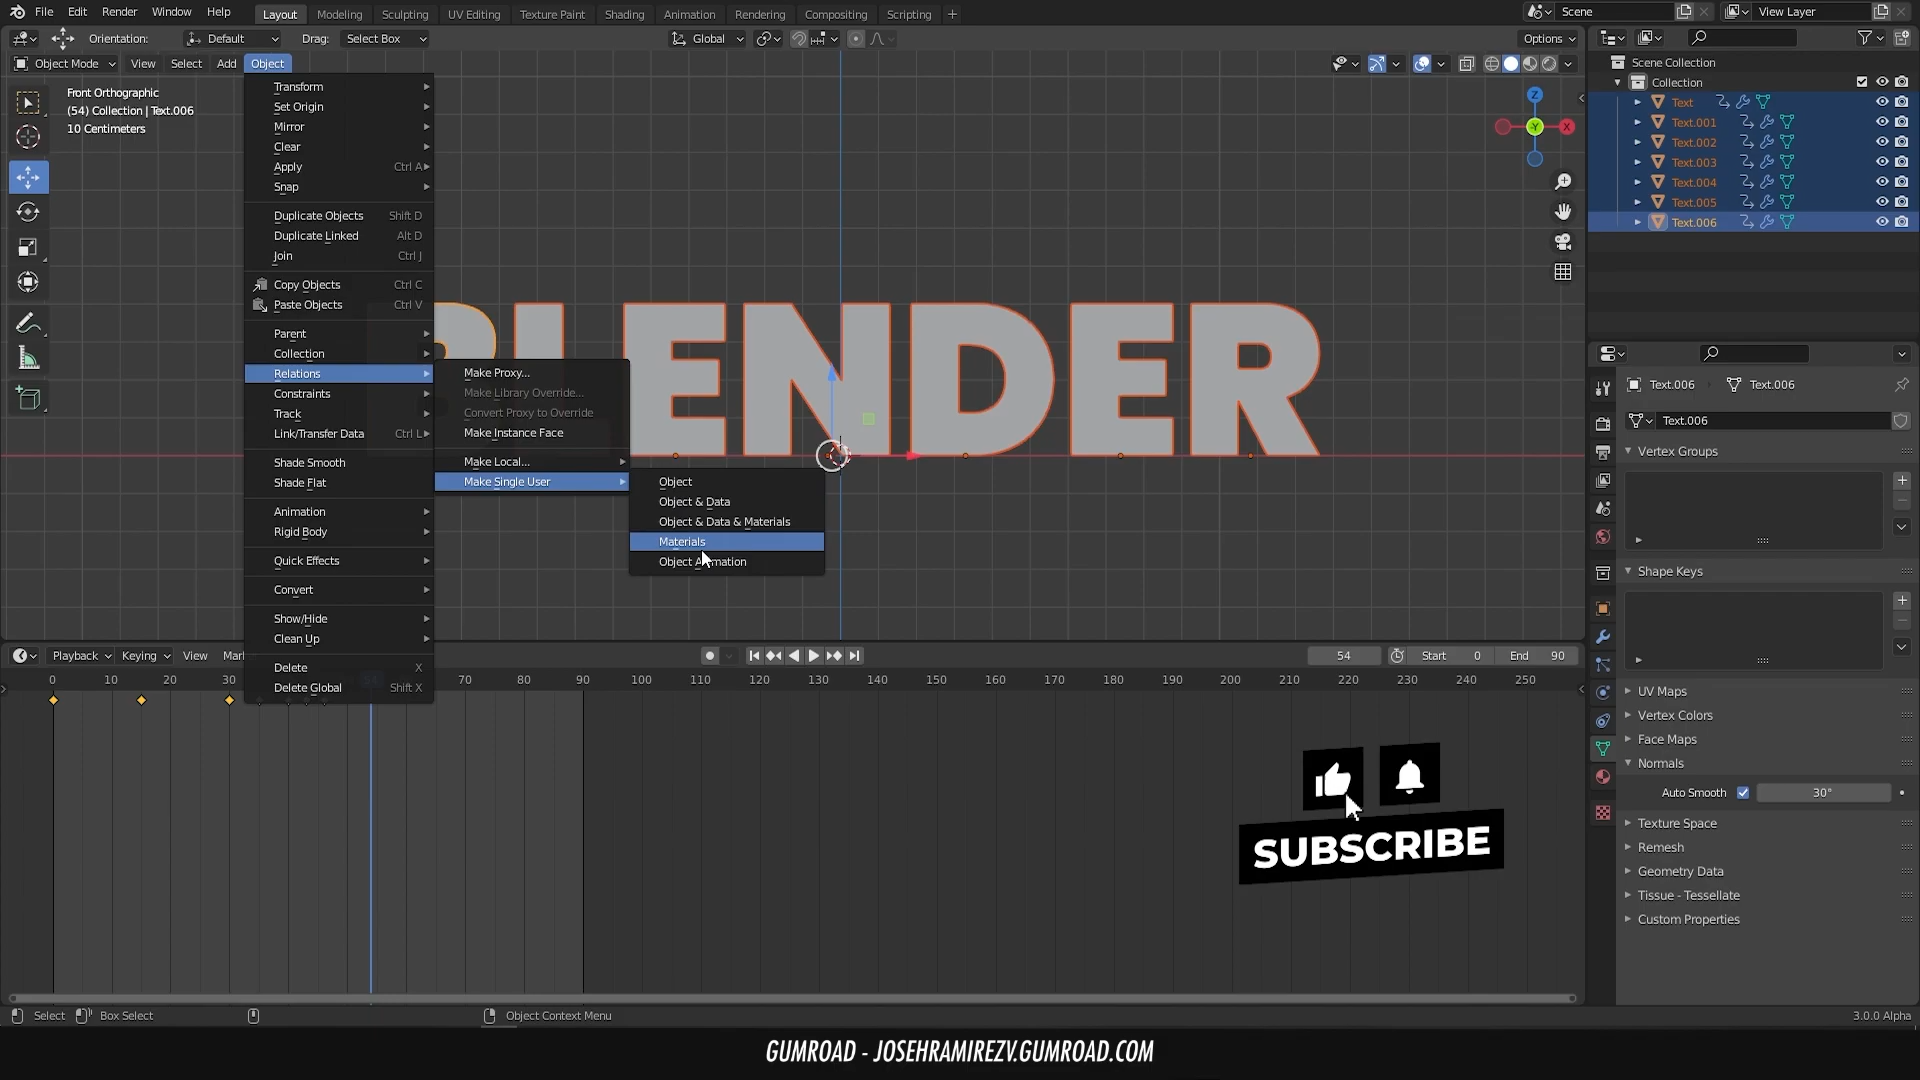 File Edit Render Window Help Layout Modeling Sculpting UV Editing Texture Paint Shading Animation Rendering Compositing Scripting + Scene View Layer
Orientation: Default Drag: Select Box Global Options
Object Mode View Select Add Object
Front Orthographic
(54) Collection | Text.006
10 Centimeters
Transform
Set Origin
Mirror
Clear
Apply Ctrl A
Snap
Duplicate Objects Shift D
Duplicate Linked Alt D
Join Ctrl J
Copy Objects Ctrl C
Paste Objects Ctrl V
Parent
Collection
Relations
Constraints
Track
Link/Transfer Data Ctrl L
Shade Smooth
Shade Flat
Animation
Rigid Body
Quick Effects
Convert
Show/Hide
Clean Up
Delete X
Delete Global Shift X
Make Proxy...
Make Library Override...
Convert Proxy to Override
Make Instance Face
Make Local...
Make Single User
Object
Object & Data
Object & Data & Materials
Materials
Object Animation
BLENDER
Z
Y
X
Scene Collection
Collection
Text
Text.001
Text.002
Text.003
Text.004
Text.005
Text.006
Text.006 Text.006
Text.006
Vertex Groups
Shape Keys
UV Maps
Vertex Colors
Face Maps
Normals
Auto Smooth 30°
Texture Space
Remesh
Geometry Data
Tissue - Tessellate
Custom Properties
Playback Keying View Mar 54 Start 0 End 90
0 10 20 30 70 80 90 100 110 120 130 140 150 160 170 180 190 200 210 220 230 240 250
SUBSCRIBE
Select Box Select Object Context Menu 3.0.0 Alpha
GUMROAD - JOSEHRAMIREZV.GUMROAD.COM